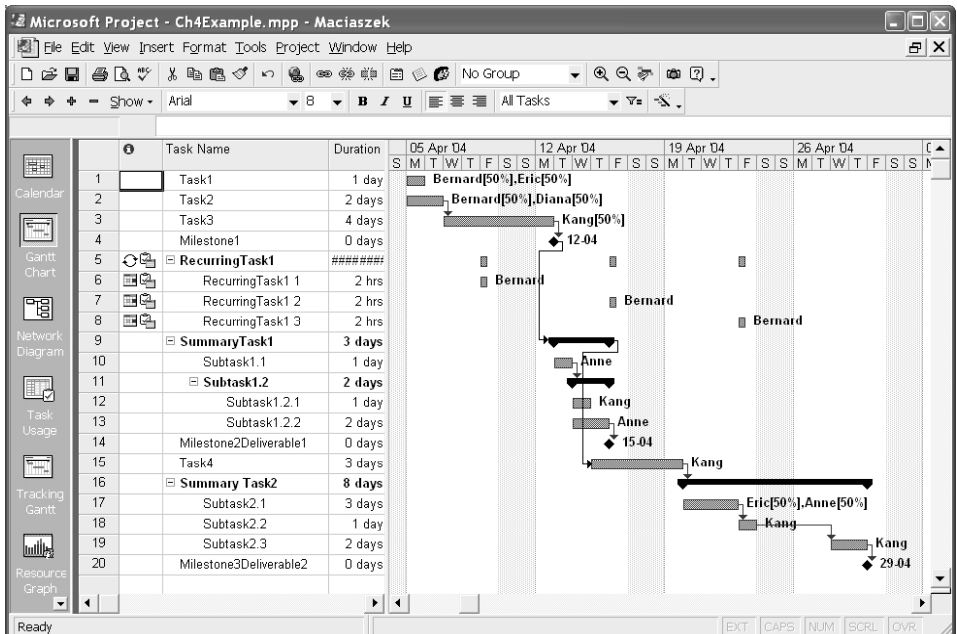 Microsoft Project - Ch4Example.mpp - Maciaszek
File Edit View Insert Format Tools Project Window Help
No Group
Show Arial 8 B I U All Tasks
Task Name Duration 05 Apr '04 12 Apr '04 19 Apr '04 26 Apr '04
S M T W T F S S M T W T F S S M T W T F S S M T W T F S S
1 Task1 1 day Bernard[50%],Eric[50%]
2 Task2 2 days Bernard[50%],Diana[50%]
3 Task3 4 days Kang[50%]
4 Milestone1 0 days 12-04
5 RecurringTask1 ########
6 RecurringTask1 1 2 hrs Bernard
7 RecurringTask1 2 2 hrs Bernard
8 RecurringTask1 3 2 hrs Bernard
9 SummaryTask1 3 days
10 Subtask1.1 1 day Anne
11 Subtask1.2 2 days
12 Subtask1.2.1 1 day Kang
13 Subtask1.2.2 2 days Anne
14 Milestone2Deliverable1 0 days 15-04
15 Task4 3 days Kang
16 Summary Task2 8 days
17 Subtask2.1 3 days Eric[50%],Anne[50%]
18 Subtask2.2 1 day Kang
19 Subtask2.3 2 days Kang
20 Milestone3Deliverable2 0 days 29-04
Calendar
Gantt
Chart
Network
Diagram
Task
Usage
Tracking
Gantt
Resource
Graph
Ready EXT CAPS NUM SCRL OVR